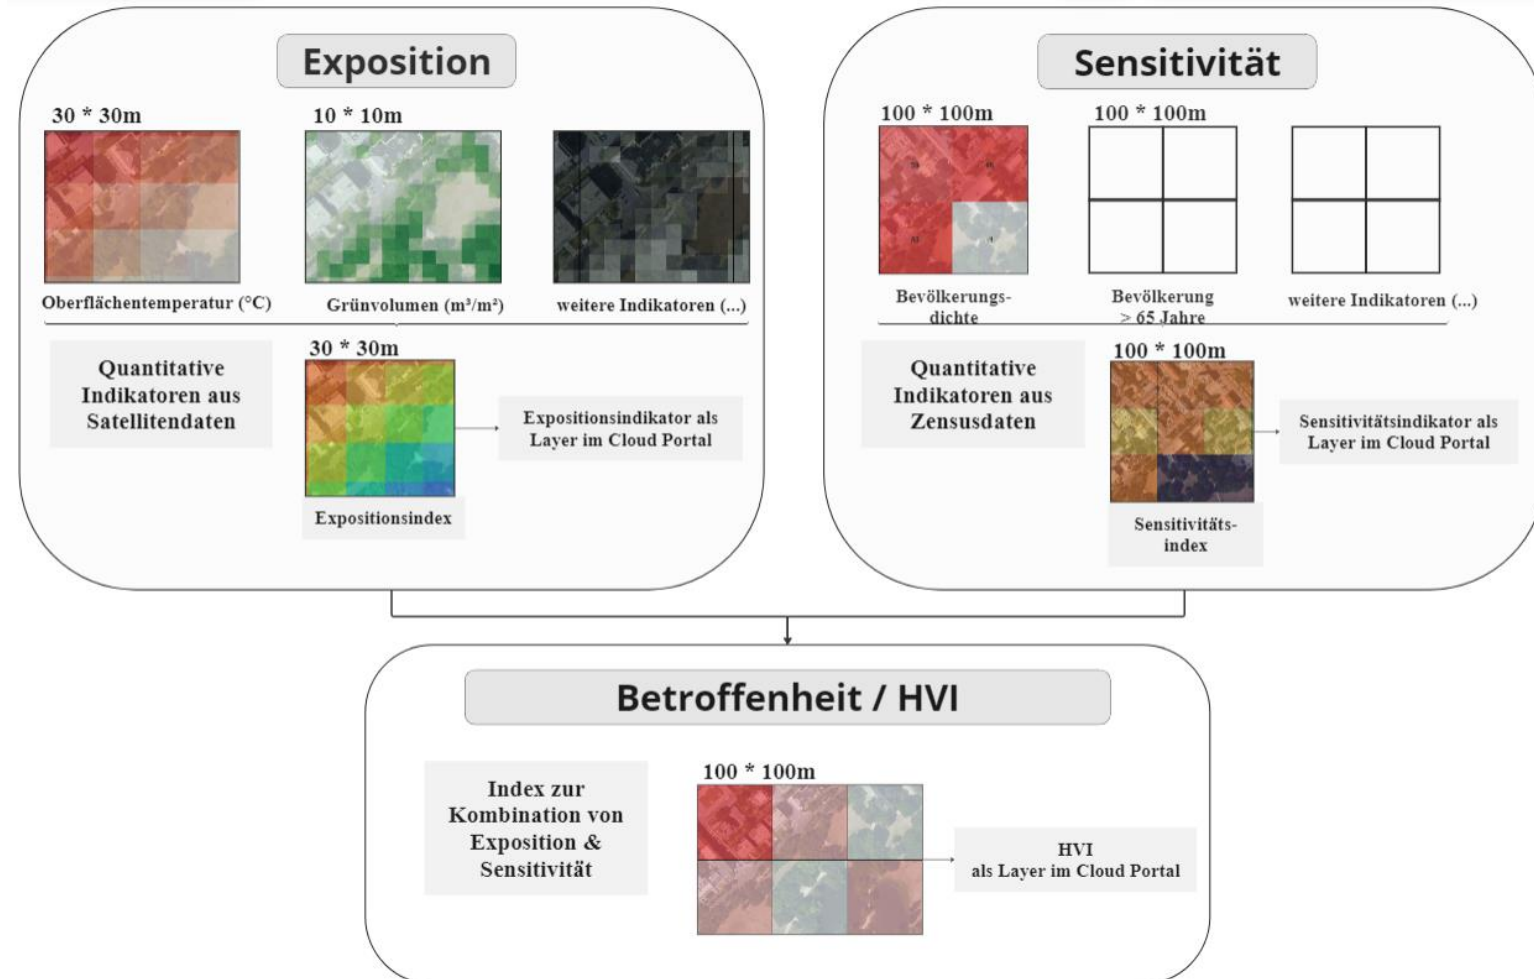 Exposition
30 * 30m
10 * 10m
Oberflächentemperatur (°C)
Grünvolumen (m³/m²)
weitere Indikatoren (...)
Quantitative
Indikatoren aus
Satellitendaten
30 * 30m
Expositionsindikator als
Layer im Cloud Portal
Expositionsindex
Sensitivität
100 * 100m
100 * 100m
Bevölkerungs-
dichte
Bevölkerung
> 65 Jahre
weitere Indikatoren (...)
Quantitative
Indikatoren aus
Zensusdaten
100 * 100m
Sensitivitätsindikator als
Layer im Cloud Portal
Sensitivitäts-
index
Betroffenheit / HVI
Index zur
Kombination von
Exposition &
Sensitivität
100 * 100m
HVI
als Layer im Cloud Portal